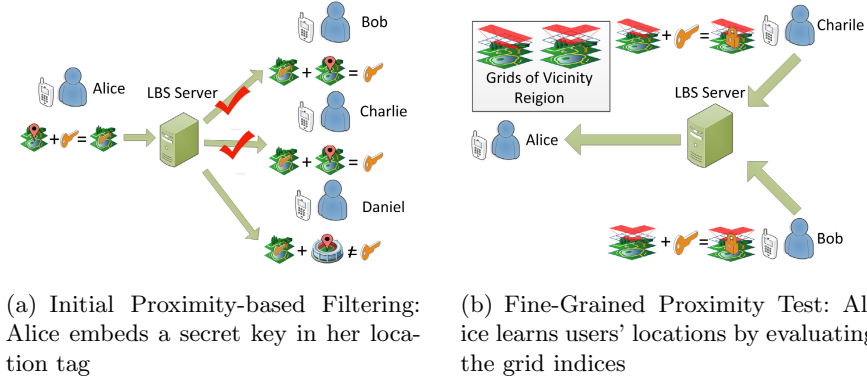 Bob
Alice
LBS Server
+
=
+
=
Charlie
+
=
Daniel
+
≠
(a) Initial Proximity-based Filtering:
Alice embeds a secret key in her loca-
tion tag
Charile
+
=
Grids of Vicinity
Reigion
LBS Server
Alice
+
=
Bob
(b) Fine-Grained Proximity Test: Al
ice learns users' locations by evaluating
the grid indices